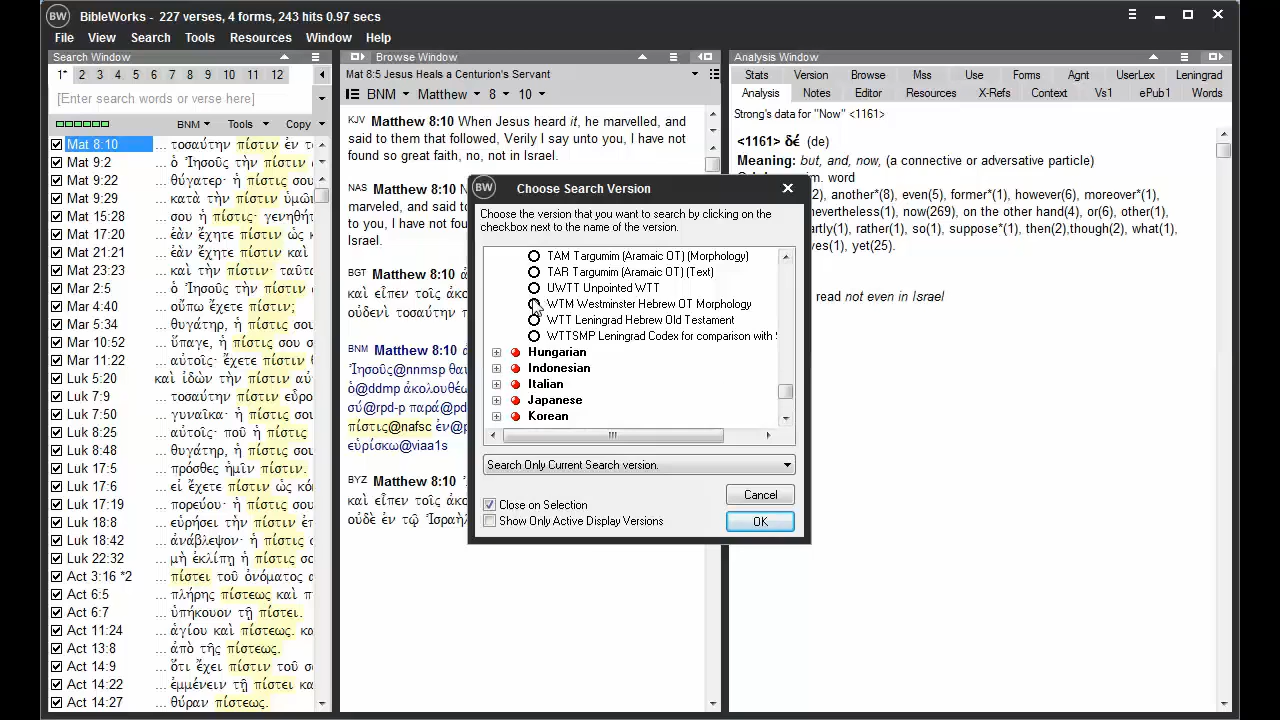 BW BibleWorks - 227 verses, 4 forms, 243 hits 0.97 secs
File View Search Tools Resources Window Help
Search Window
1* 2 3 4 5 6 7 8 9 10 11 12
[Enter search words or verse here]
BNM Tools Copy
Mat 8:10 ... τοσαύτην πίστιν ἐν τ
Mat 9:2 ... ὁ Ἰησοῦς τὴν πίστιν
Mat 9:22 ... θύγατερ· ἡ πίστις σου
Mat 9:29 ... κατὰ τὴν πίστιν ὑμῶν
Mat 15:28 ... σου ἡ πίστις· γενηθήτ
Mat 17:20 ... ἐὰν ἔχητε πίστιν ὡς
Mat 21:21 ... ἐὰν ἔχητε πίστιν καὶ
Mat 23:23 ... καὶ τὴν πίστιν· ταῦτα
Mar 4:40 ... οὔπω ἔχετε πίστιν;
Mar 5:34 ... θυγάτηρ, ἡ πίστις σου
Mar 10:52 ... ὕπαγε, ἡ πίστις σου
Mar 11:22 ... αὐτοῖς· ἔχετε πίστιν
Luk 5:20 καὶ ἰδὼν τὴν πίστιν αὐτ
Luk 7:9 ... τοσαύτην πίστιν εὗρο
Luk 7:50 ... γυναῖκα· ἡ πίστις
Luk 8:25 ... αὐτοῖς· ποῦ ἡ πίστις
Luk 8:48 ... θυγάτηρ, ἡ πίστις σου
Luk 17:5 ... πρόσθες ἡμῖν πίστιν.
Luk 17:6 ... εἰ ἔχετε πίστιν ὡς κό
Luk 17:19 ... πορεύου· ἡ πίστις σου
Luk 18:8 ... εὑρήσει τὴν πίστιν
Luk 18:42 ... ἀνάβλεψον· ἡ πίστις
Luk 22:32 ... μὴ ἐκλίπῃ ἡ πίστις σο
Act 3:16 *2 πίστει τοῦ ὀνόματος α
Act 6:5 ... πλήρης πίστεως καὶ π
Act 6:7 ... ὑπήκουον τῇ πίστει.
Act 11:24 ... ἁγίου καὶ πίστεως. κα
Act 13:8 ... ἀπὸ τῆς πίστεως.
Act 14:9 ... ὅτι ἔχει πίστιν τοῦ σ
Act 14:22 ... ἐμμένειν τῇ πίστει κα
Act 14:27 ... θύραν πίστεως.
Browse Window
Mat 8:5 Jesus Heals a Centurion's Servant
BNM Matthew 8 10
KJV Matthew 8:10 When Jesus heard it, he marvelled, and
said to them that followed, Verily I say unto you, I have not
found so great faith, no, not in Israel.
NAS Matthew 8:10
marveled, and said to
to you, I have not
Israel.
BGT Matthew 8:10
καὶ εἶπεν τοῖς ἀκο
οὐδενὶ τοσαύτην π
BNM Matthew 8:10
Ἰησοῦς@nnmsp θαυ
ὁ@ddmp ἀκολουθέω
σύ@rpd-p παρά@pd
πίστις@nafsc ἐν@p
εὑρίσκω@viaa1s
BYZ Matthew 8:10
καὶ εἶπεν τοῖς ἀκο
οὐδὲ ἐν τῷ Ἰσραὴλ
Choose Search Version
Choose the version that you want to search by clicking on the
checkbox next to the name of the version.
TAM Targumim (Aramaic OT) (Morphology)
TAR Targumim (Aramaic OT) (Text)
UWTT Unpointed WTT
WTM Westminster Hebrew OT Morphology
WTT Leningrad Hebrew Old Testament
WTTSMP Leningrad Codex for comparison with
Hungarian
Indonesian
Italian
Japanese
Korean
Search Only Current Search version.
Close on Selection
Show Only Active Display Versions
Cancel
OK
Analysis Window
Stats Version Browse Mss Use Forms Agnt UserLex Leningrad
Analysis Notes Editor Resources X-Refs Context Vs1 ePub1 Words
Strong's data for "Now" <1161>
<1161> δέ (de)
Meaning: but, and, now, (a connective or adversative particle)
im. word
2), another*(8), even(5), former*(1), however(6), moreover*(1),
nevertheless(1), now(269), on the other hand(4), or(6), other(1),
artly(1), rather(1), so(1), suppose*(1), then(2),though(2), what(1),
yes(1), yet(25).
read not even in Israel